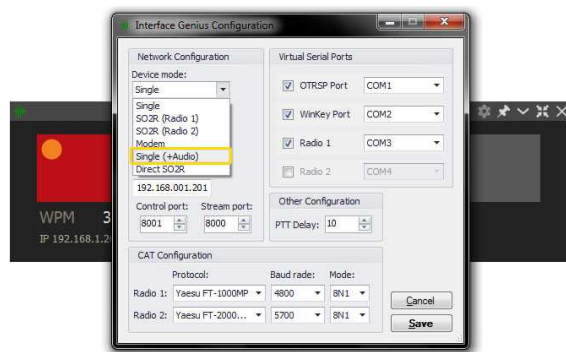 Interface Genius Configuration
Network Configuration
Device mode:
Single
Single
SO2R (Radio 1)
SO2R (Radio 2)
Modem
Single (+Audio)
Direct SO2R
192.168.001.201
Control port: Stream port:
8001 8000
Virtual Serial Ports
OTRSP Port COM1
WinKey Port COM2
Radio 1 COM3
Radio 2 COM4
Other Configuration
PTT Delay: 10
CAT Configuration
Protocol: Baud rade: Mode:
Radio 1: Yaesu FT-1000MP 4800 8N1
Radio 2: Yaesu FT-2000... 5700 8N1
Cancel
Save
WPM 3
IP 192.168.1.2